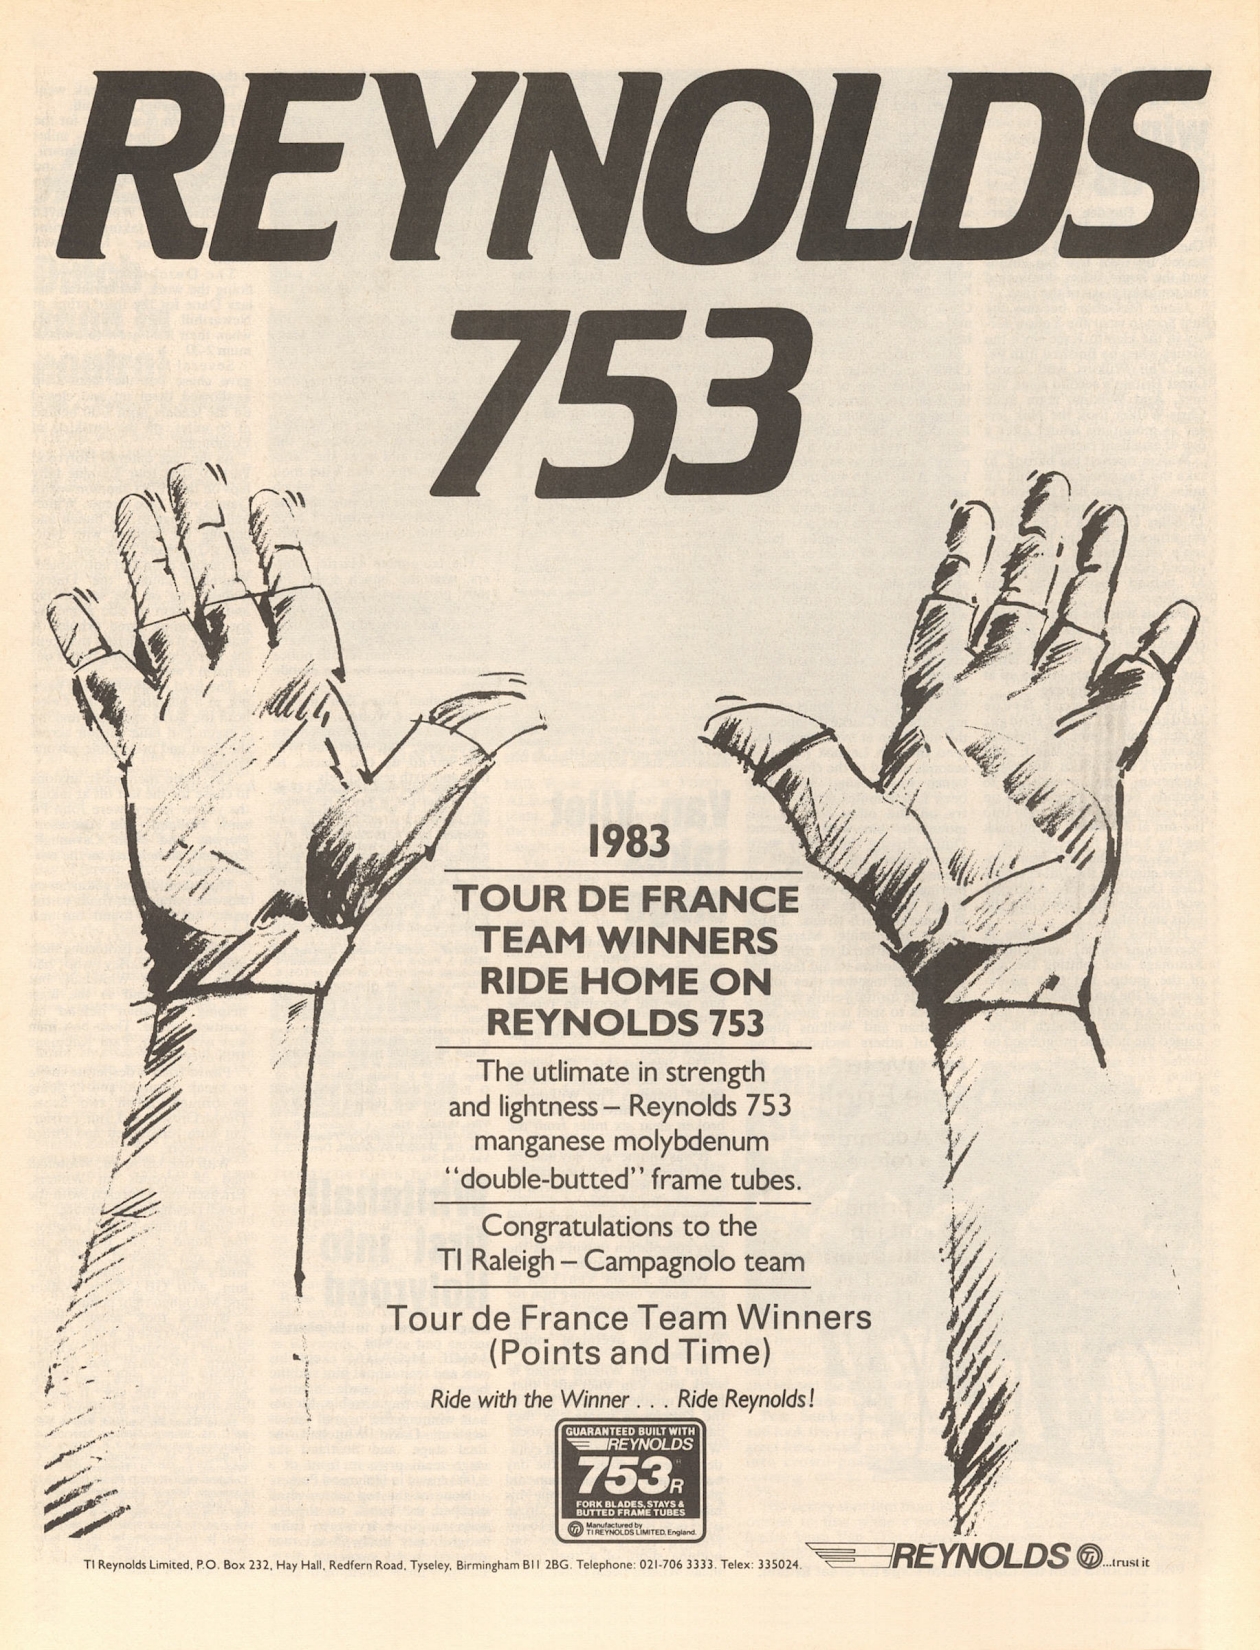 REYNOLDS
753
1983
TOUR DE FRANCE
TEAM WINNERS
RIDE HOME ON
REYNOLDS 753
The utlimate in strength
and lightness – Reynolds 753
manganese molybdenum
“double-butted” frame tubes.
Congratulations to the
TI Raleigh – Campagnolo team
Tour de France Team Winners
(Points and Time)
Ride with the Winner . . . Ride Reynolds!
GUARANTEED BUILT WITH
REYNOLDS
753R
FORK BLADES, STAYS &
BUTTED FRAME TUBES
Manufactured by
TI REYNOLDS LIMITED, England.
TI Reynolds Limited, P.O. Box 232, Hay Hall, Redfern Road, Tyseley, Birmingham B11 2BG. Telephone: 021-706 3333. Telex: 335024.
REYNOLDS TI ...trust it